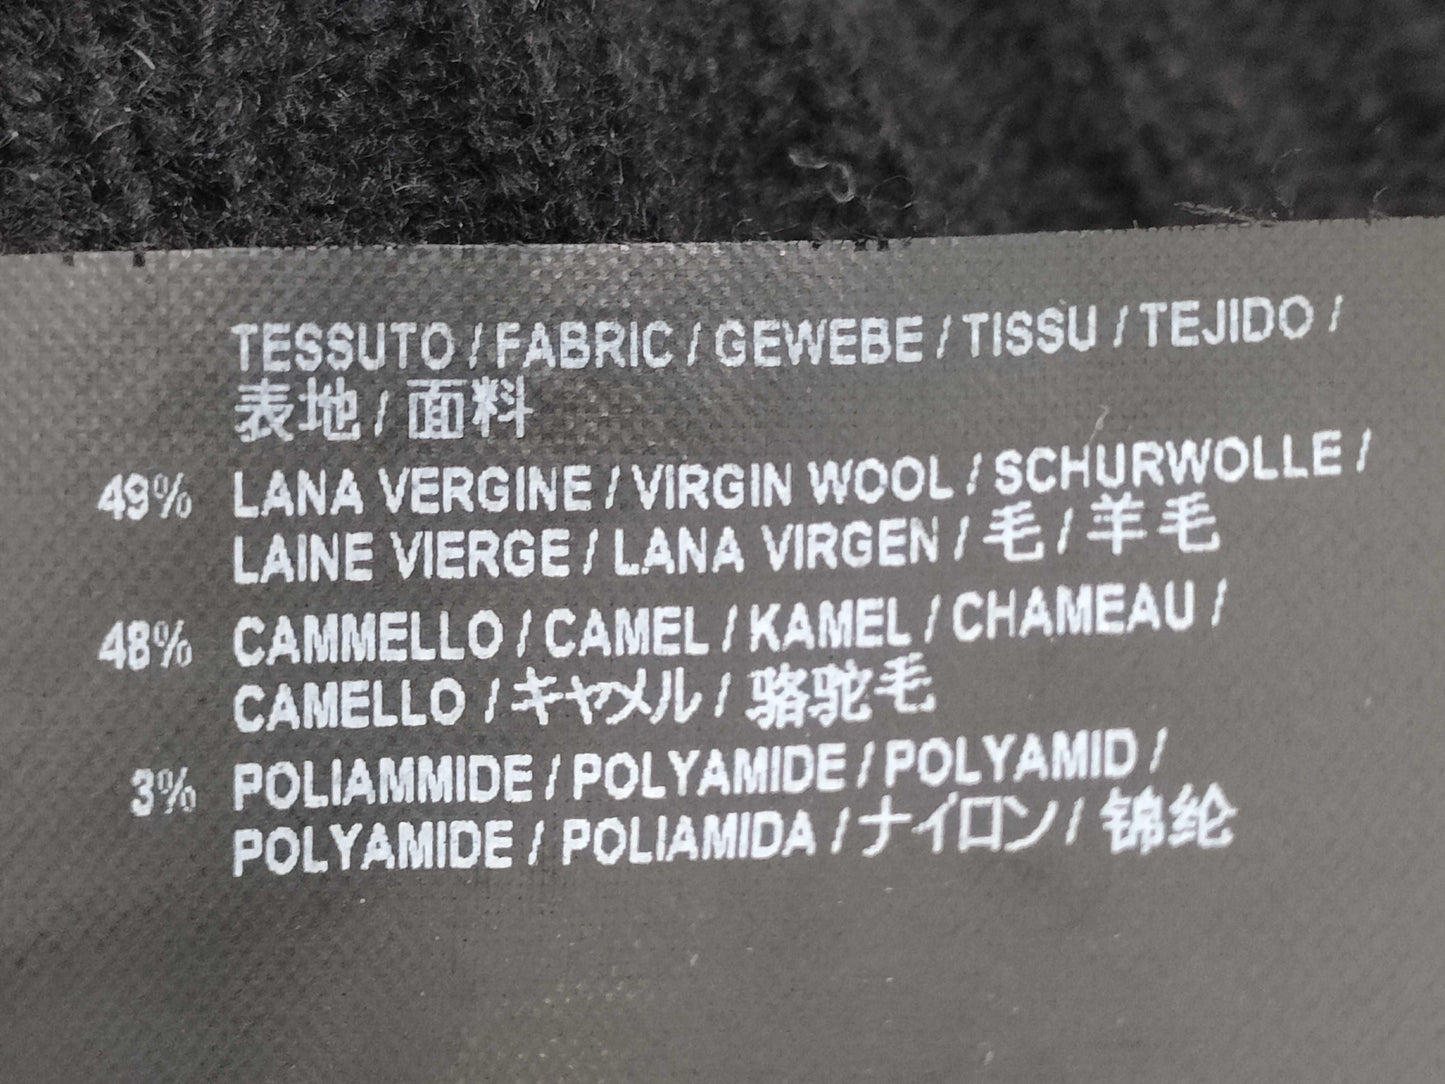 TESSUTO / FABRIC / GEWEBE / TISSU / TEJIDO /
表地 / 面料
49% LANA VERGINE / VIRGIN WOOL / SCHURWOLLE /
LAINE VIERGE / LANA VIRGEN / 毛 / 羊毛
48% CAMMELLO / CAMEL / KAMEL / CHAMEAU /
CAMELLO / キャメル / 骆驼毛
3% POLIAMMIDE / POLYAMIDE / POLYAMID /
POLYAMIDE / POLIAMIDA / ナイロン / 锦纶